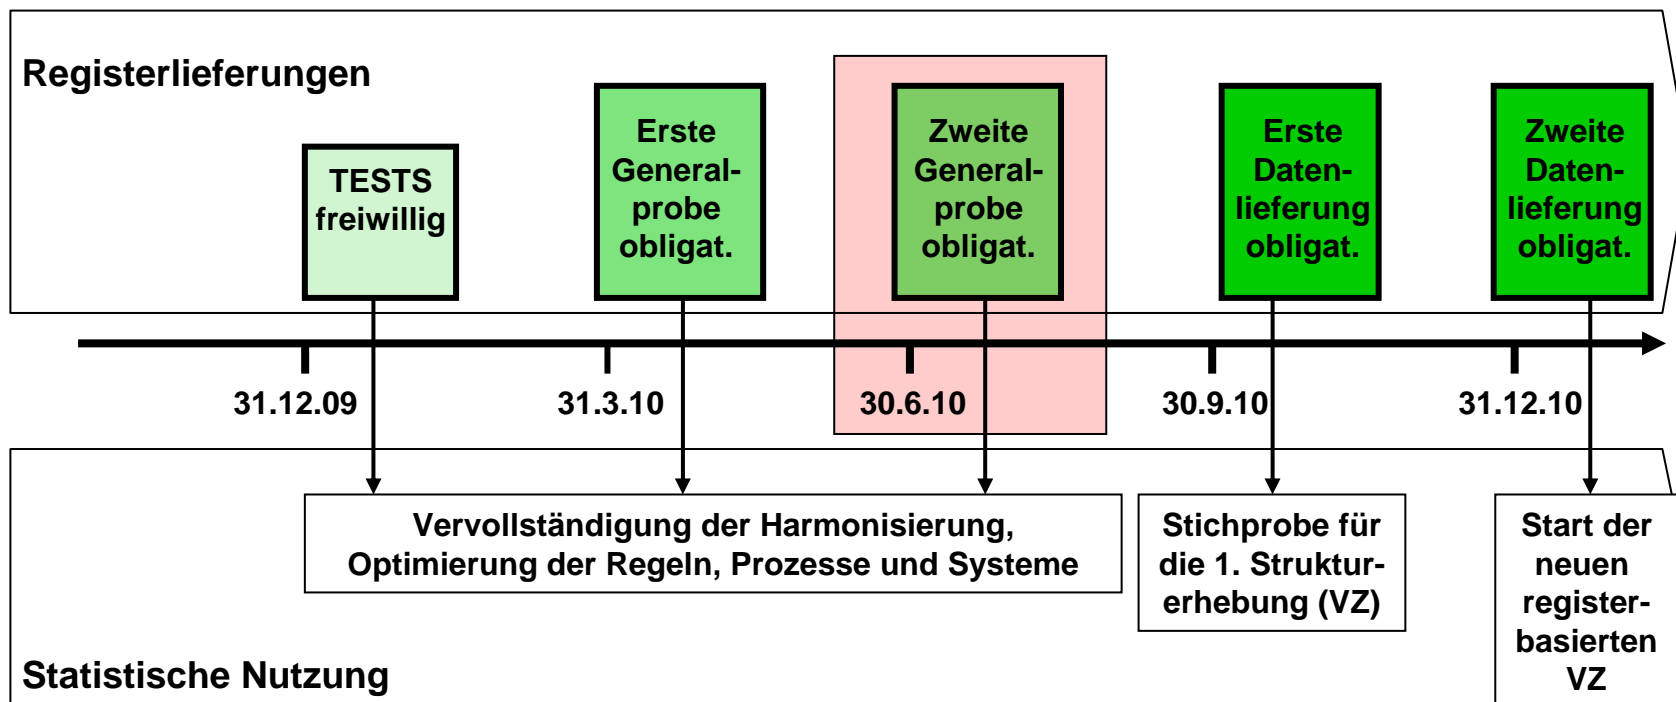 Registerlieferungen
TESTS
freiwillig
Erste
General-
probe
obligat.
Zweite
General-
probe
obligat.
Erste
Daten-
lieferung
obligat.
Zweite
Daten-
lieferung
obligat.
31.12.09
31.3.10
30.6.10
30.9.10
31.12.10
Vervollständigung der Harmonisierung,
Optimierung der Regeln, Prozesse und Systeme
Stichprobe für
die 1. Struktur-
erhebung (VZ)
Start der
neuen
register-
basierten
VZ
Statistische Nutzung